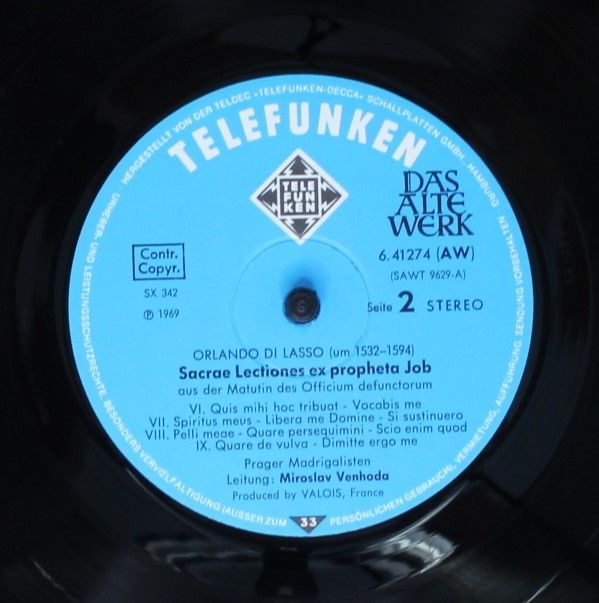 HERGESTELLT VON DER TELDEC »TELEFUNKEN-DECCA« SCHALLPLATTEN GMBH, HAMBURG
URHEBER- UND LEISTUNGSSCHUTZRECHTE, BESONDERS VERVIELFÄLTIGUNG (AUSSER ZUM PERSÖNLICHEN GEBRAUCH), VERMIETUNG, AUFFÜHRUNG, SENDUNG VORBEHALTEN
TELEFUNKEN
TELE
FUN
KEN
DAS
ALTE
WERK
6.41274 (AW)
(SAWT 9629-A)
Contr.
Copyr.
SX 342
℗ 1969
Seite 2 STEREO
ORLANDO DI LASSO (um 1532–1594)
Sacrae Lectiones ex propheta Job
aus der Matutin des Officium defunctorum
VI. Quis mihi hoc tribuat - Vocabis me
VII. Spiritus meus - Libera me Domine - Si sustinuero
VIII. Pelli meae - Quare persequimini - Scio enim quod
IX. Quare de vulva - Dimitte ergo me
Prager Madrigalisten
Leitung: Miroslav Venhoda
Produced by VALOIS, France
33